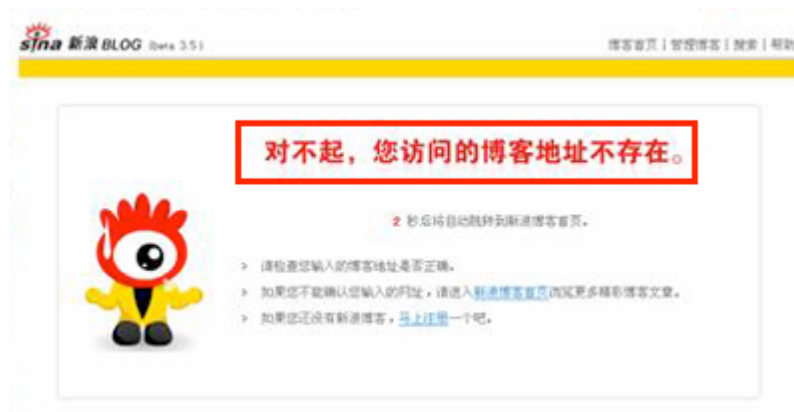 sina 新浪 BLOG (beta 3.5)
博客首页 | 管理博客 | 搜索 | 帮助
对不起，您访问的博客地址不存在。
2 秒后将自动跳转到新浪博客首页。
> 请检查您输入的博客地址是否正确。
> 如果您不能确认您输入的网址，请进入新浪博客首页浏览更多精彩博客文章。
> 如果您还没有新浪博客，马上注册一个吧。